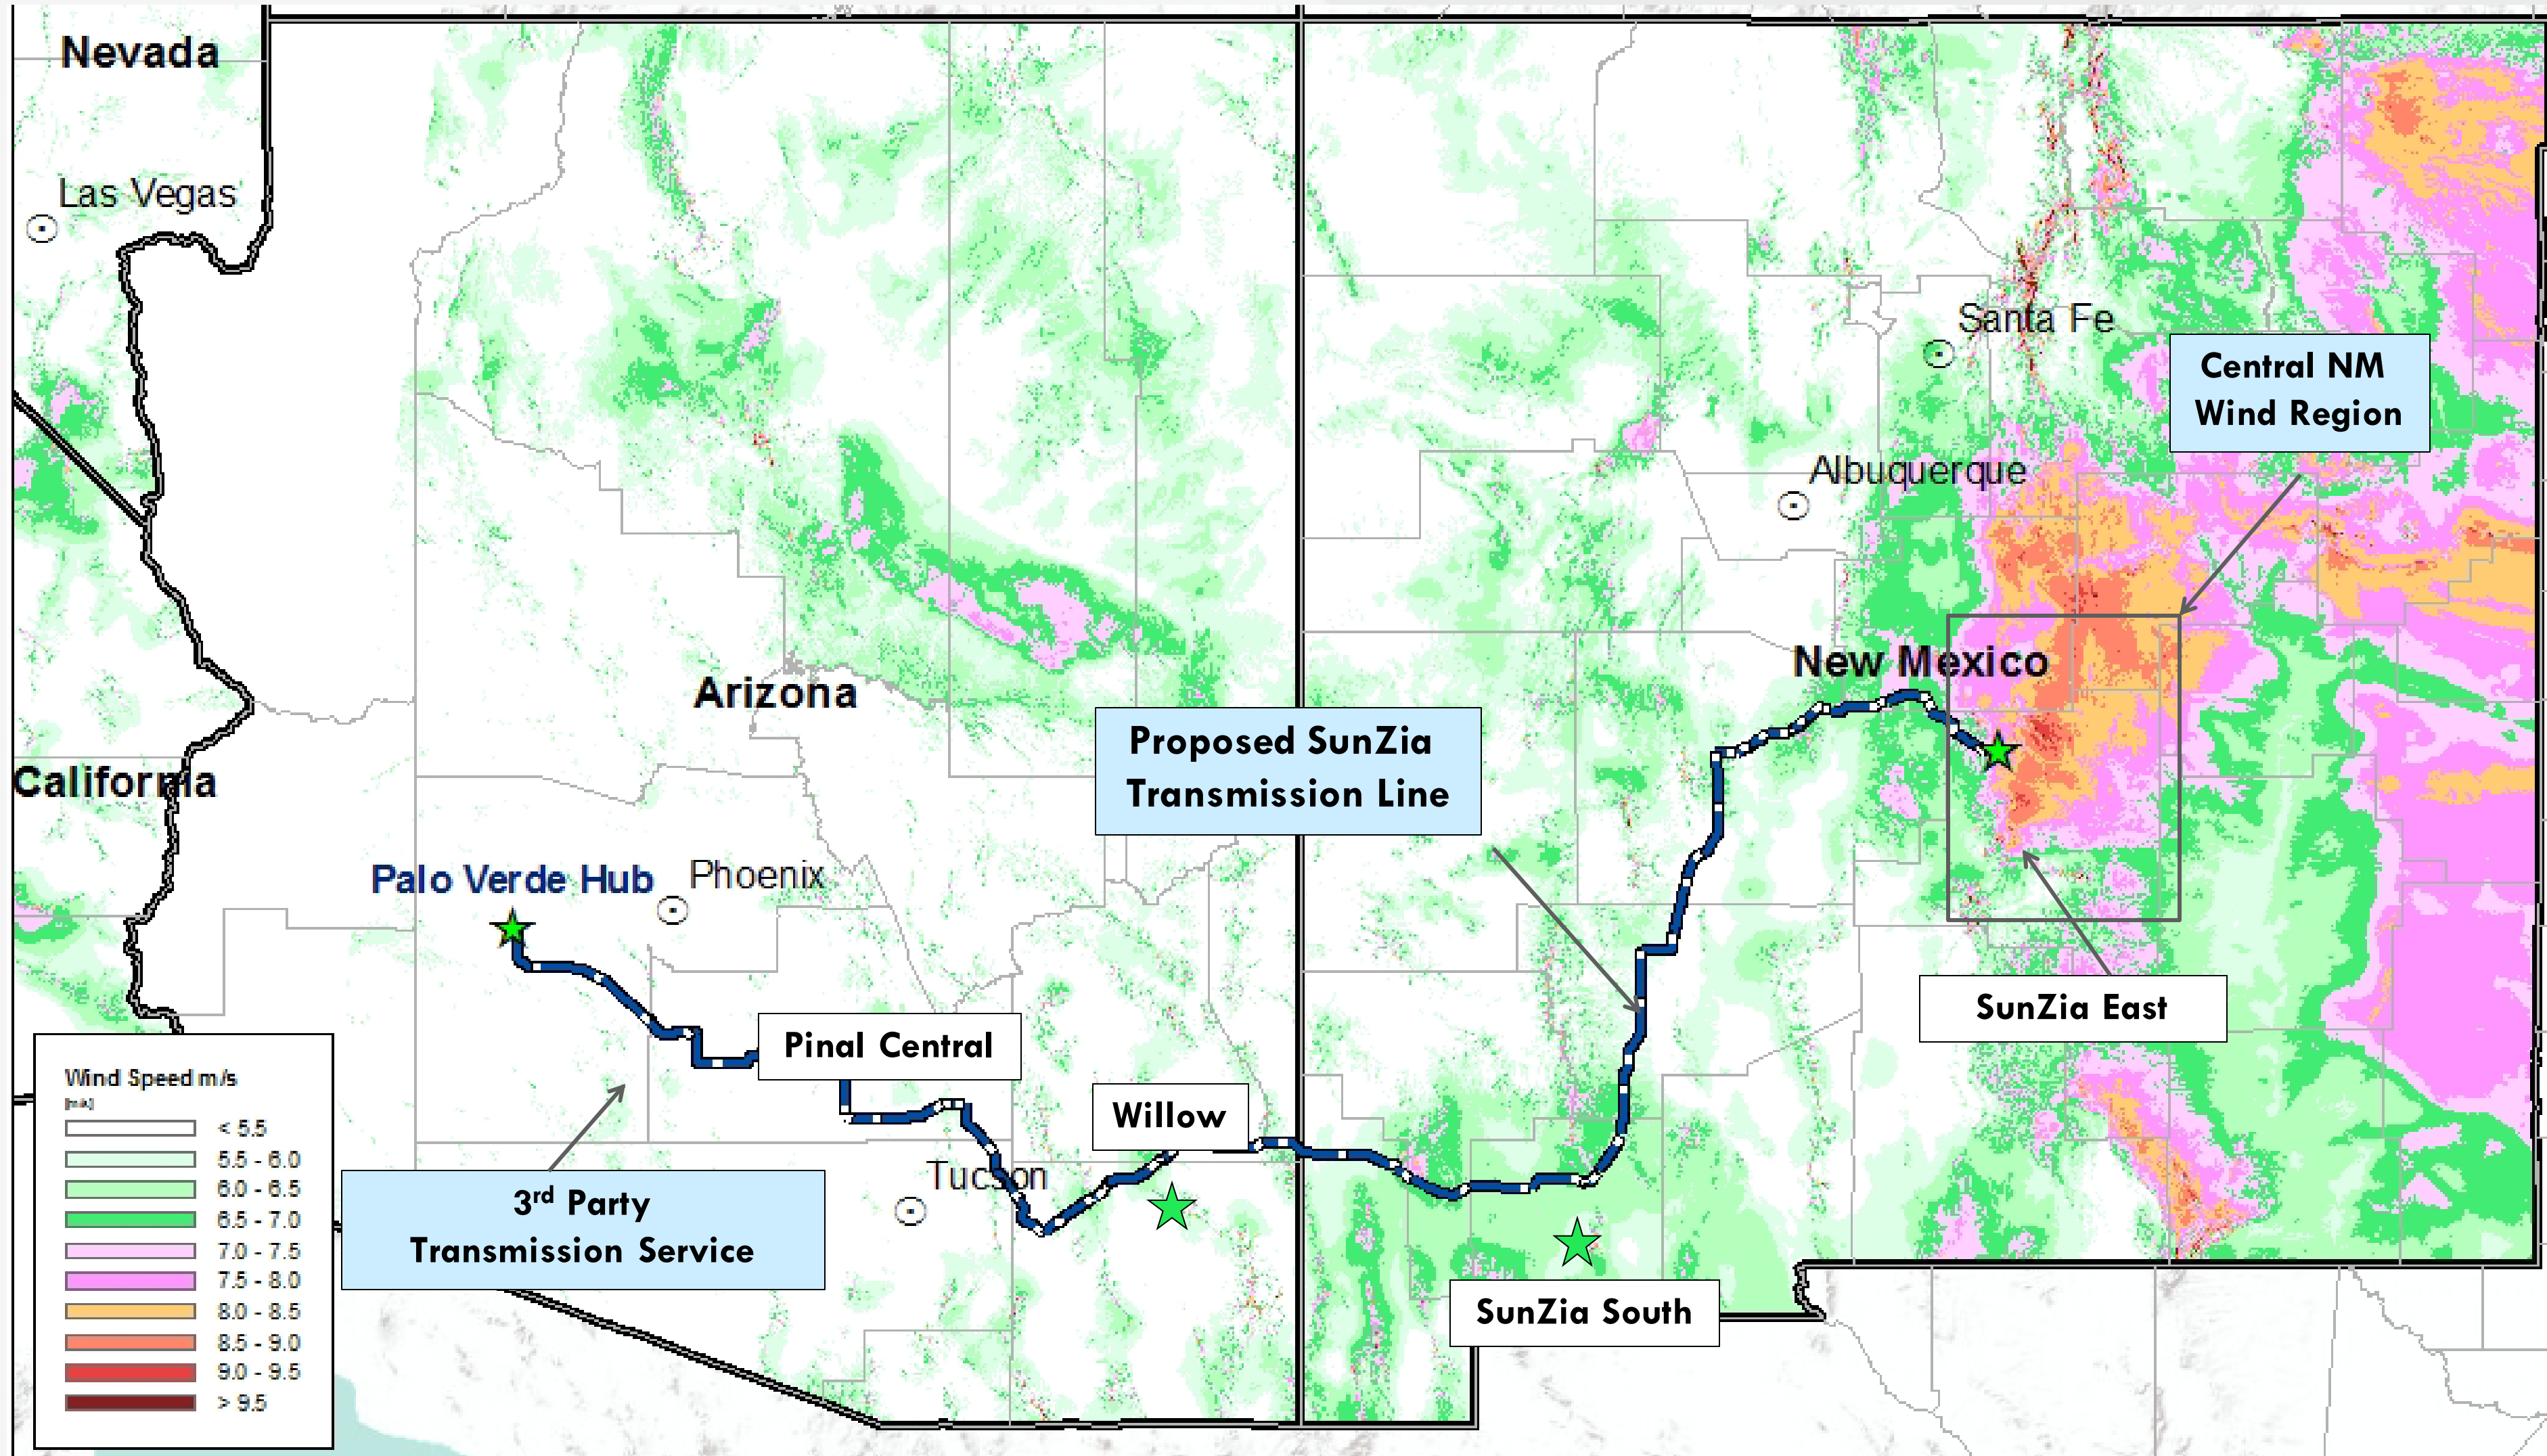 Nevada
Las Vegas
Santa Fe
Central NM
Wind Region
Albuquerque
New Mexico
Arizona
Proposed SunZia
Transmission Line
California
Palo Verde Hub
Phoenix
SunZia East
Pinal Central
Willow
Tucson
3rd Party
Transmission Service
SunZia South
Wind Speed m/s
< 5.5
5.5 - 6.0
6.0 - 6.5
6.5 - 7.0
7.0 - 7.5
7.5 - 8.0
8.0 - 8.5
8.5 - 9.0
9.0 - 9.5
> 9.5